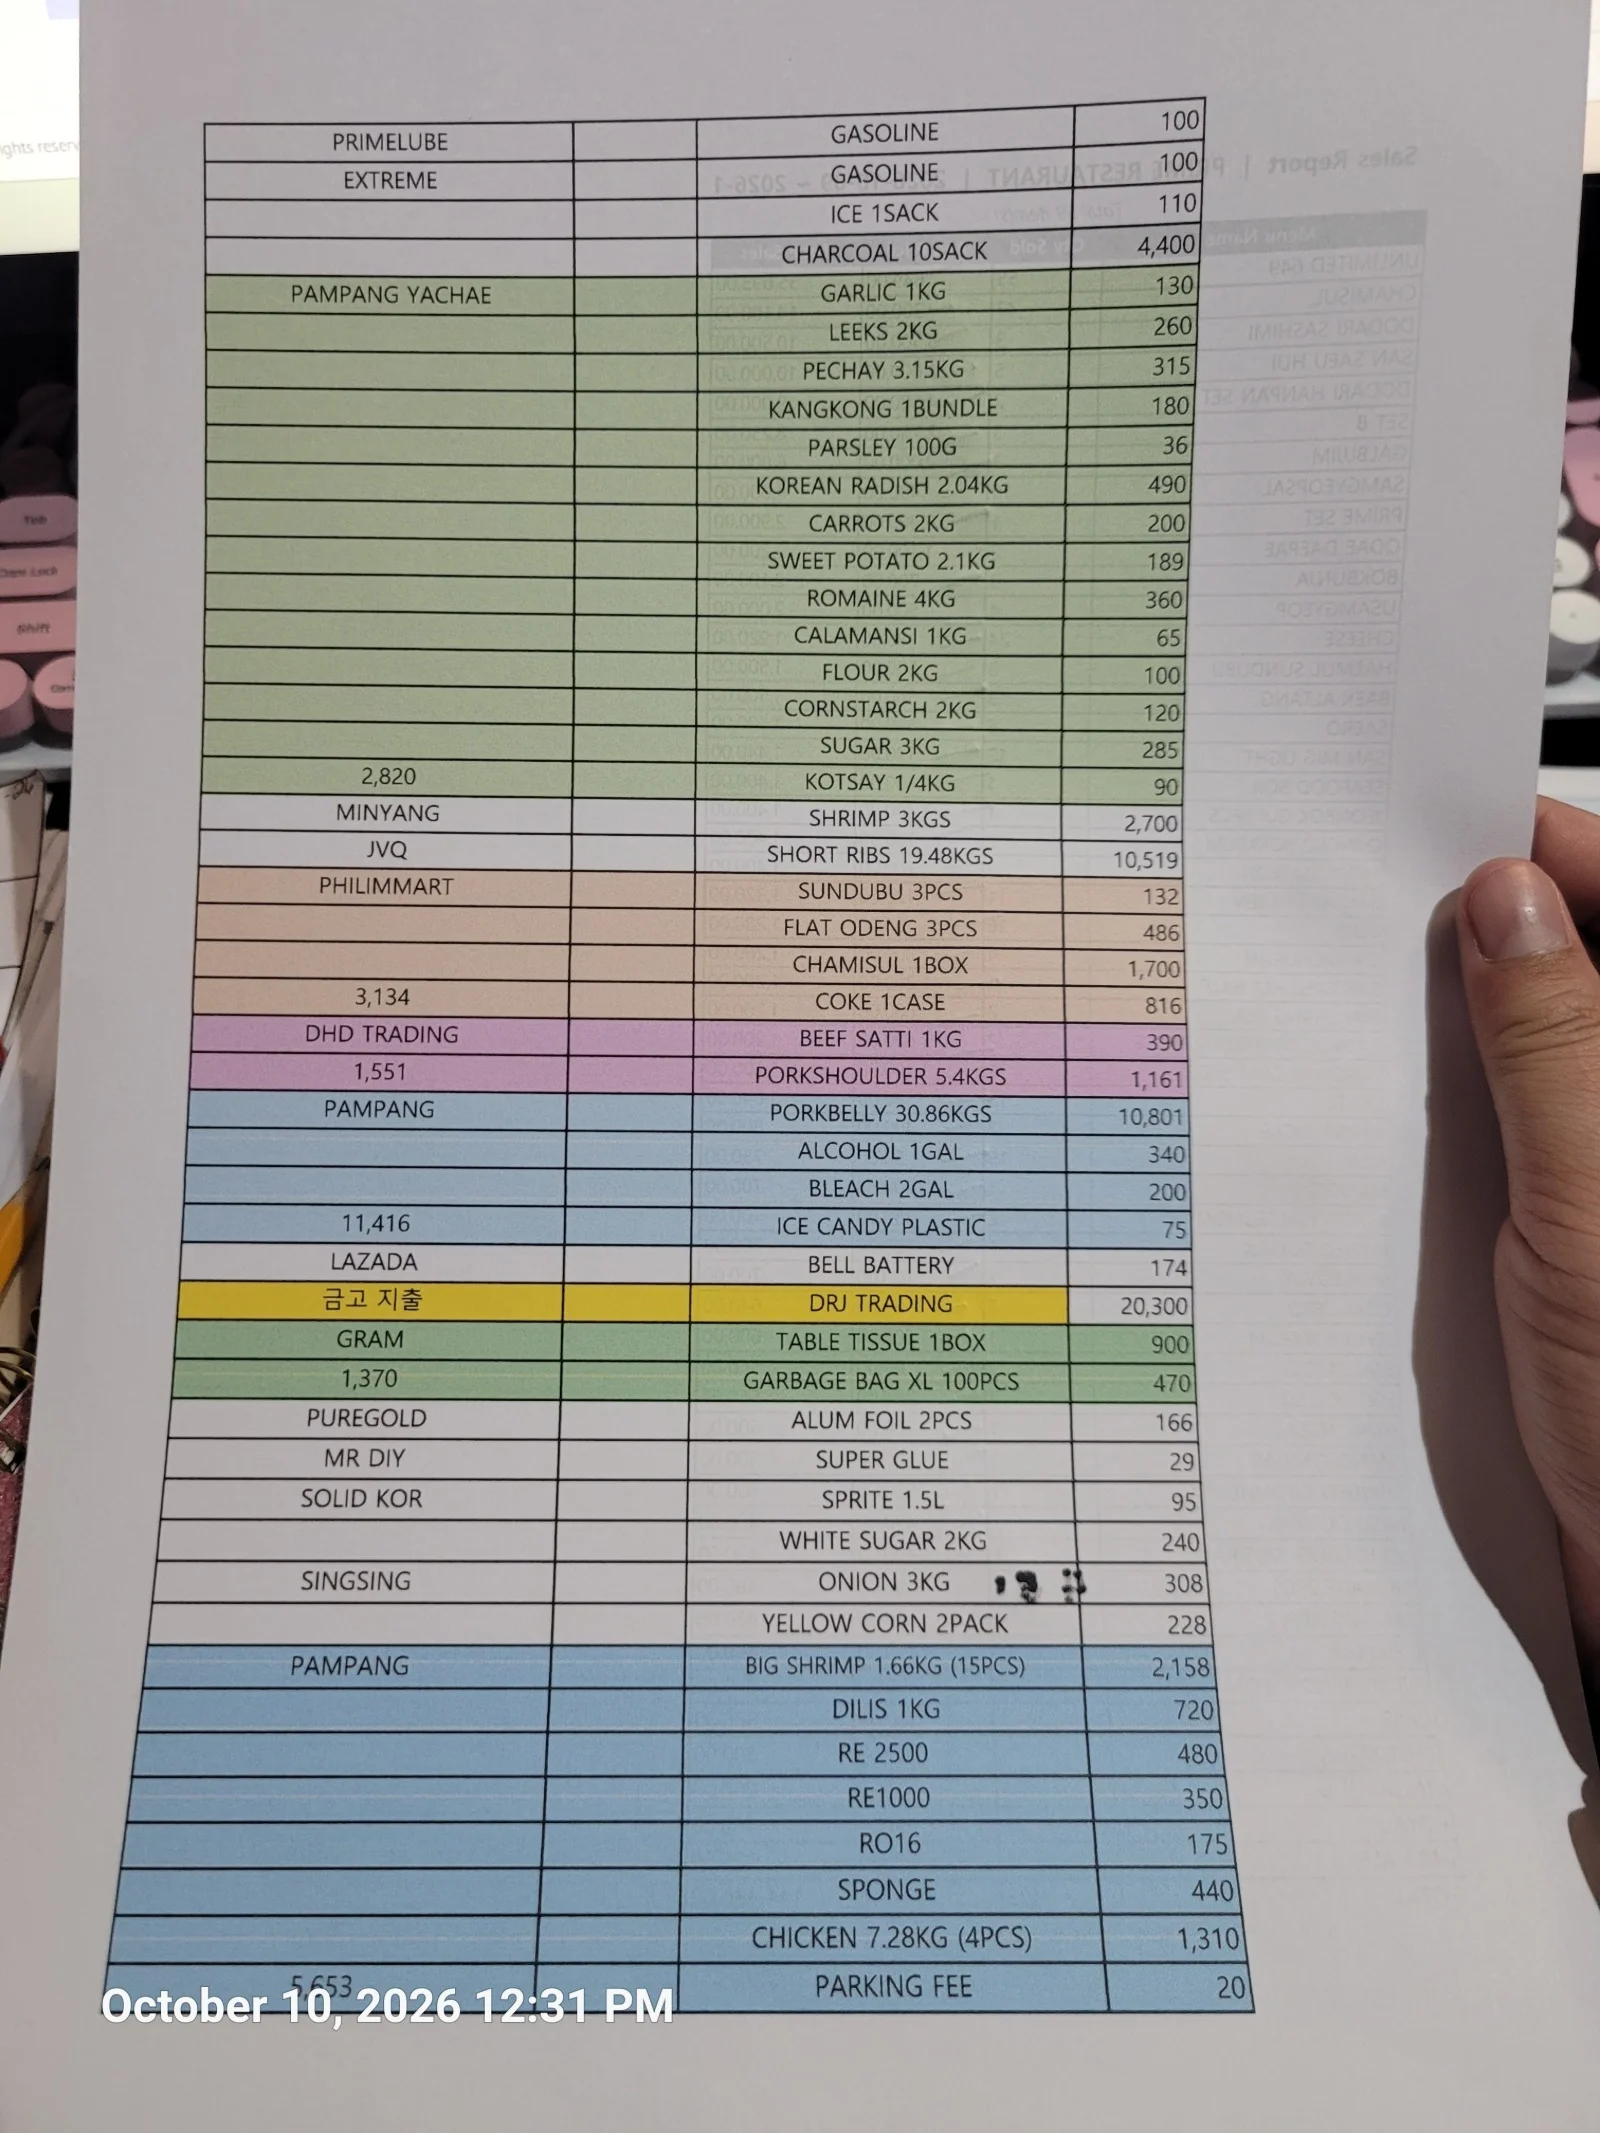 PRIMELUBE GASOLINE 100
EXTREME GASOLINE 100
ICE 1SACK 110
CHARCOAL 10SACK 4,400
PAMPANG YACHAE GARLIC 1KG 130
LEEKS 2KG 260
PECHAY 3.15KG 315
KANGKONG 1BUNDLE 180
PARSLEY 100G 36
KOREAN RADISH 2.04KG 490
CARROTS 2KG 200
SWEET POTATO 2.1KG 189
ROMAINE 4KG 360
CALAMANSI 1KG 65
FLOUR 2KG 100
CORNSTARCH 2KG 120
SUGAR 3KG 285
2,820 KOTSAY 1/4KG 90
MINYANG SHRIMP 3KGS 2,700
JVQ SHORT RIBS 19.48KGS 10,519
PHILIMMART SUNDUBU 3PCS 132
FLAT ODENG 3PCS 486
CHAMISUL 1BOX 1,700
3,134 COKE 1CASE 816
DHD TRADING BEEF SATTI 1KG 390
1,551 PORKSHOULDER 5.4KGS 1,161
PAMPANG PORKBELLY 30.86KGS 10,801
ALCOHOL 1GAL 340
BLEACH 2GAL 200
11,416 ICE CANDY PLASTIC 75
LAZADA BELL BATTERY 174
금고 지출 DRJ TRADING 20,300
GRAM TABLE TISSUE 1BOX 900
1,370 GARBAGE BAG XL 100PCS 470
PUREGOLD ALUM FOIL 2PCS 166
MR DIY SUPER GLUE 29
SOLID KOR SPRITE 1.5L 95
WHITE SUGAR 2KG 240
SINGSING ONION 3KG 308
YELLOW CORN 2PACK 228
PAMPANG BIG SHRIMP 1.66KG (15PCS) 2,158
DILIS 1KG 720
RE 2500 480
RE1000 350
RO16 175
SPONGE 440
CHICKEN 7.28KG (4PCS) 1,310
5,653 PARKING FEE 20
October 10, 2026 12:31 PM